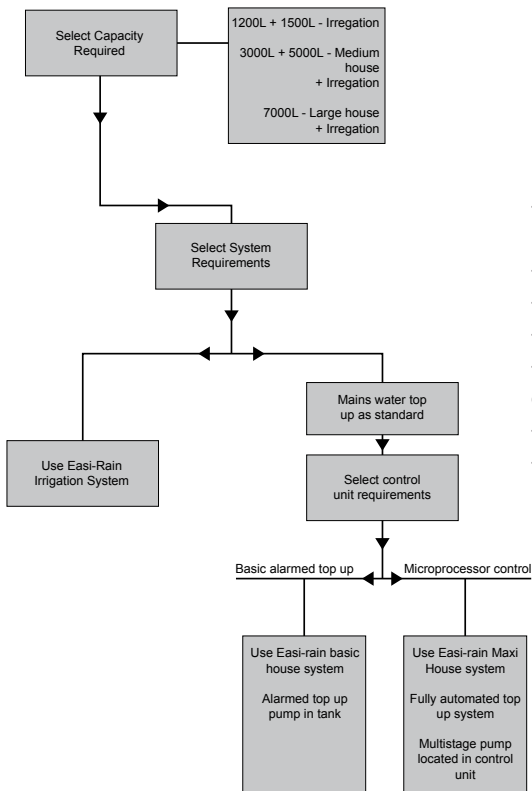 Select Capacity
Required
1200L + 1500L - Irregation
3000L + 5000L - Medium
house
+ Irregation
7000L - Large house
+ Irregation
Select System
Requirements
Mains water top
up as standard
Use Easi-Rain
Irrigation System
Select control
unit requirements
Basic alarmed top up
Microprocessor control
Use Easi-rain basic
house system
Alarmed top up
pump in tank
Use Easi-rain Maxi
House system
Fully automated top
up system
Multistage pump
located in control
unit